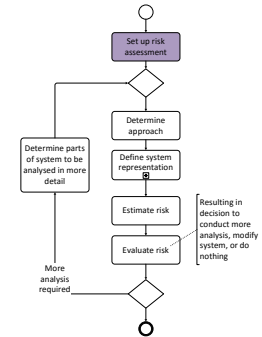 Set up risk
assessment
Determine
approach
Determine parts
of system to be
analysed in more
detail
Define system
representation
Estimate risk
Evaluate risk
Resulting in
decision to
conduct more
analysis, modify
system, or do
nothing
More
analysis
required